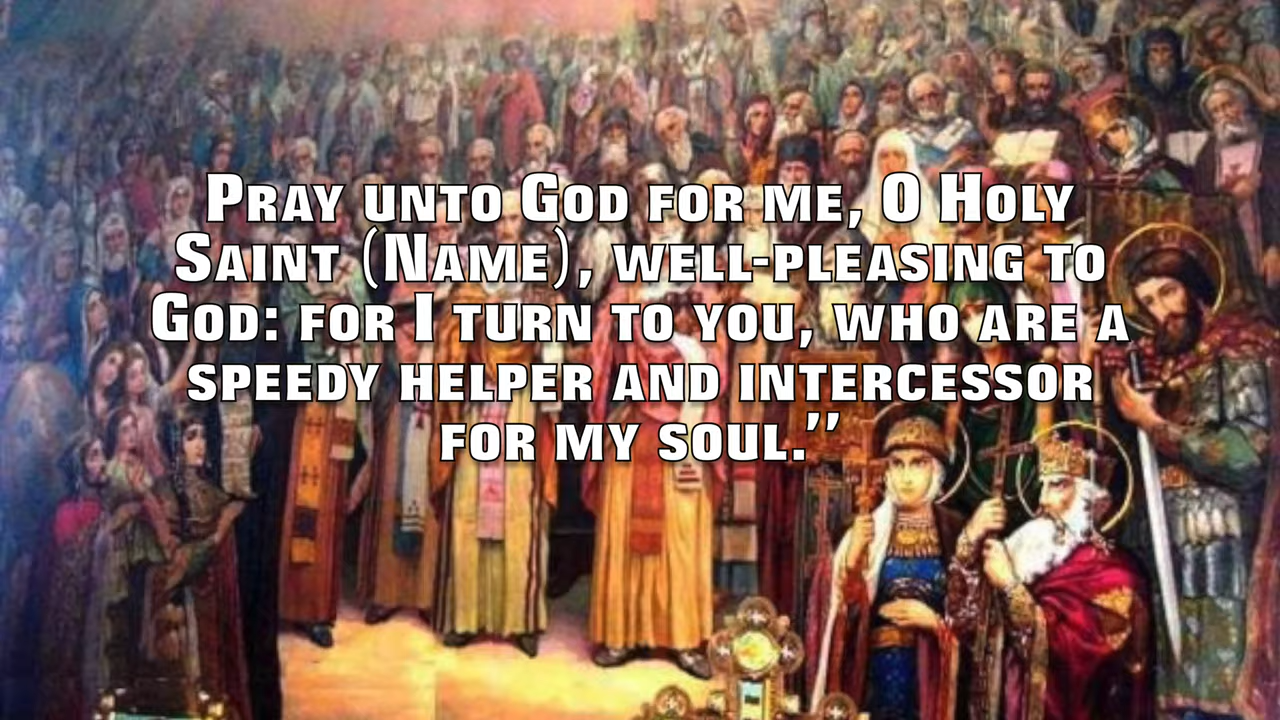 Pray unto God for me, O Holy
Saint (Name), well-pleasing to
God: for I turn to you, who are a
speedy helper and intercessor
for my soul.’’